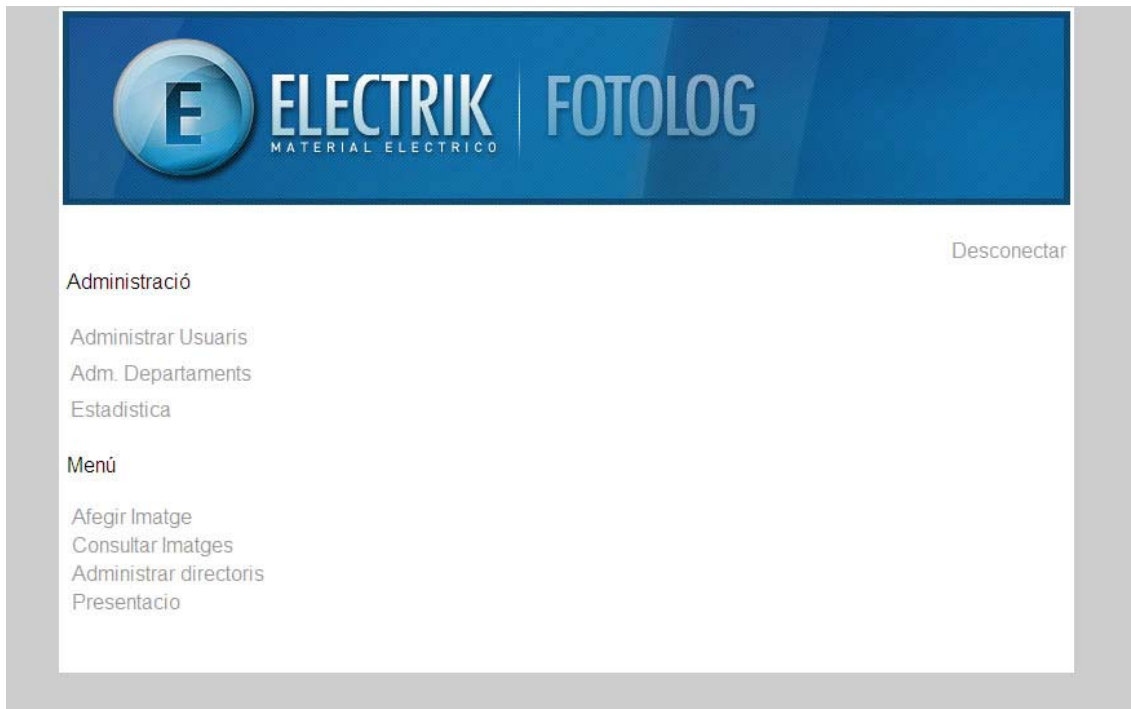 E
ELECTRIK
MATERIAL ELECTRICO
FOTOLOG
Desconectar
Administració
Administrar Usuaris
Adm. Departaments
Estadistica
Menú
Afegir Imatge
Consultar Imatges
Administrar directoris
Presentacio